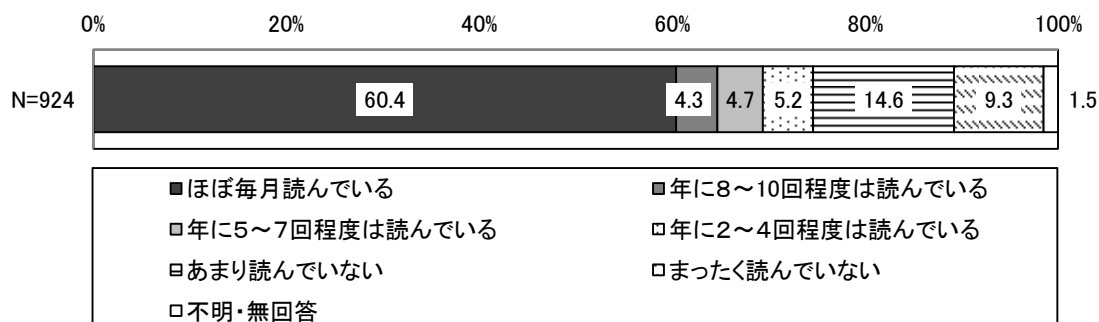 0% 20% 40% 60% 80% 100%
N=924 60.4 4.3 4.7 5.2 14.6 9.3 1.5
■ほぼ毎月読んでいる ■年に8～10回程度は読んでいる
■年に5～7回程度は読んでいる □年に2～4回程度は読んでいる
□あまり読んでいない □まったく読んでいない
□不明・無回答